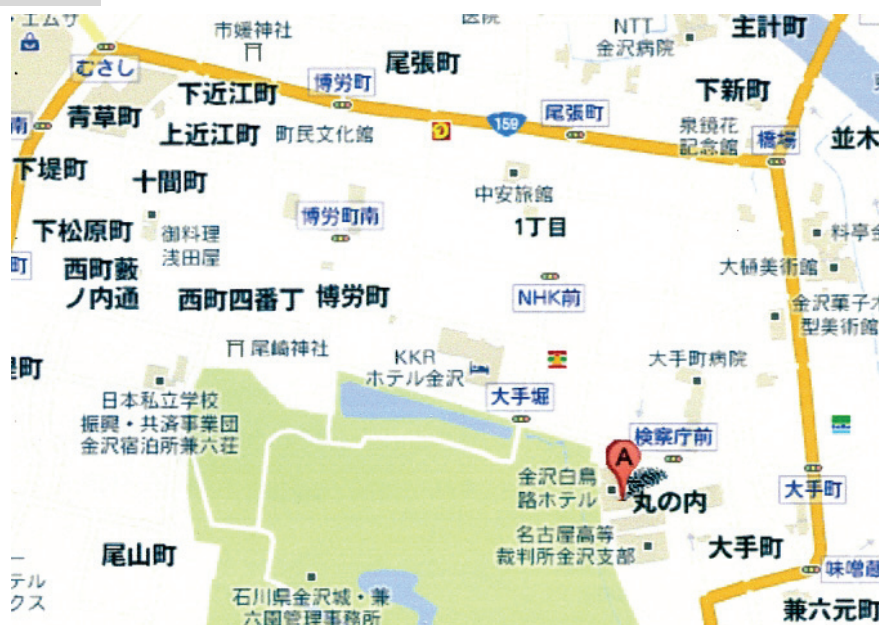 エムザ
市媛神社
医院
NTT
金沢病院
主計町
むさし
博労町
尾張町
下近江町
下新町
青草町
159
尾張町
南
上近江町
町民文化館
泉鏡花
記念館
橋場
並木
下堤町
十間町
中安旅館
博労町南
1丁目
下松原町
御料理
浅田屋
料亭金
町
西町藪
ノ内通
大樋美術館
西町四番丁
博労町
NHK前
金沢菓子木
型美術館
尾崎神社
KKR
ホテル金沢
大手町病院
日本私立学校
振興・共済事業団
金沢宿泊所兼六荘
大手堀
検察庁前
A
金沢白鳥
路ホテル
丸の内
大手町
名古屋高等
裁判所金沢支部
大手町
尾山町
味噌蔵
テル
クス
石川県金沢城・兼
六園管理事務所
兼六元町